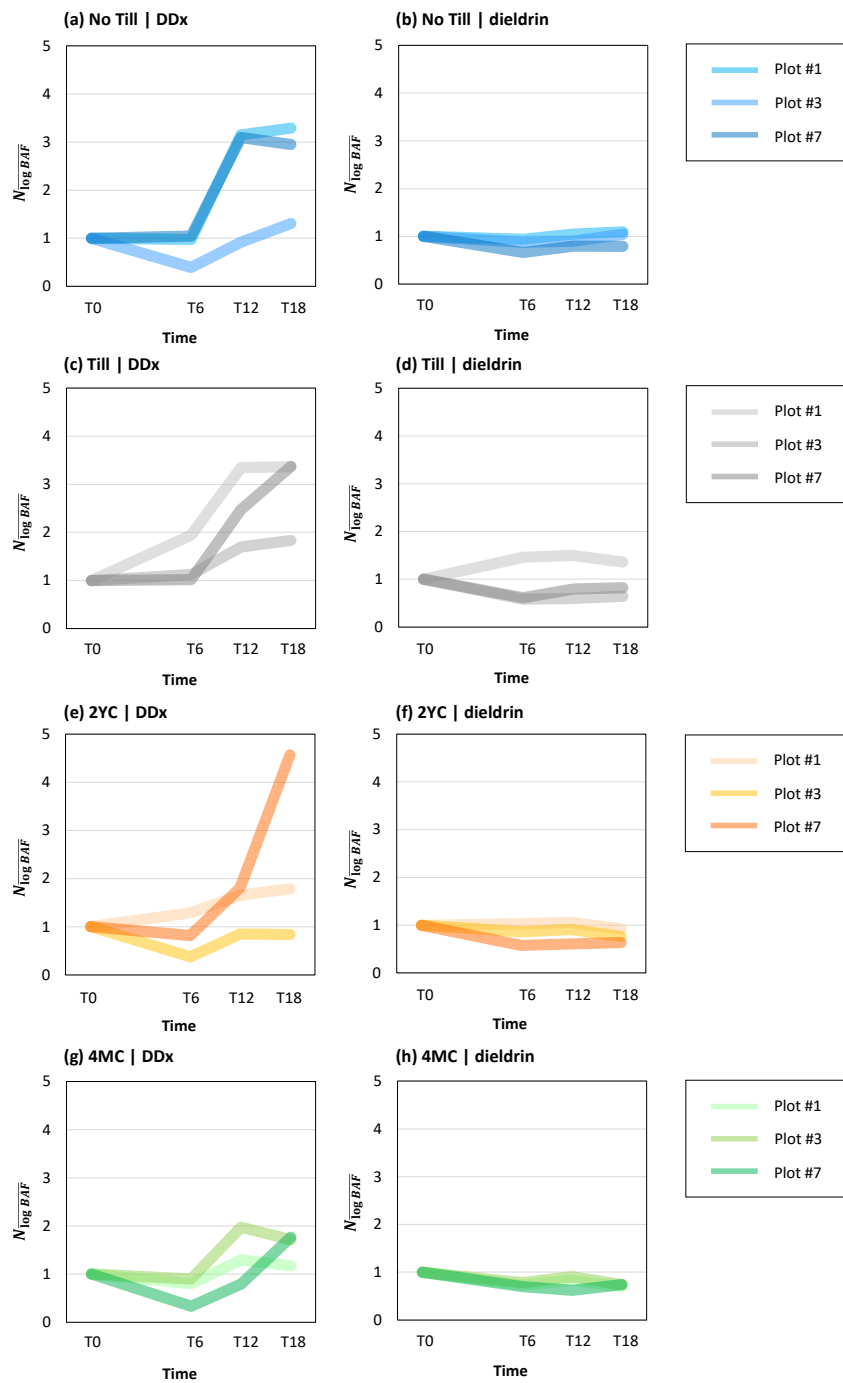 (a) No Till | DDx
5
4
3
2
1
0
N log BAF
T0 T6 T12 T18
Time
(b) No Till | dieldrin
5
4
3
2
1
0
N log BAF
T0 T6 T12 T18
Time
Plot #1
Plot #3
Plot #7
(c) Till | DDx
5
4
3
2
1
0
N log BAF
T0 T6 T12 T18
Time
(d) Till | dieldrin
5
4
3
2
1
0
N log BAF
T0 T6 T12 T18
Time
Plot #1
Plot #3
Plot #7
(e) 2YC | DDx
5
4
3
2
1
0
N log BAF
T0 T6 T12 T18
Time
(f) 2YC | dieldrin
5
4
3
2
1
0
N log BAF
T0 T6 T12 T18
Time
Plot #1
Plot #3
Plot #7
(g) 4MC | DDx
5
4
3
2
1
0
N log BAF
T0 T6 T12 T18
Time
(h) 4MC | dieldrin
5
4
3
2
1
0
N log BAF
T0 T6 T12 T18
Time
Plot #1
Plot #3
Plot #7